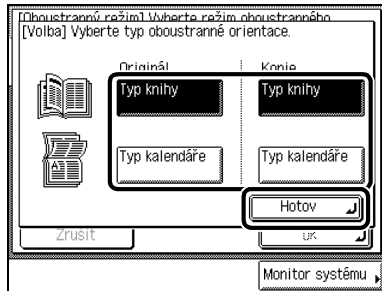 [Oboustranný režim] Vyberte režim oboustranného
[Volba] Vyberte typ oboustranné orientace.
Originál Kopie
Typ knihy Typ knihy
Typ kalendáře Typ kalendáře
Hotov
Zrušit OK
Monitor systému